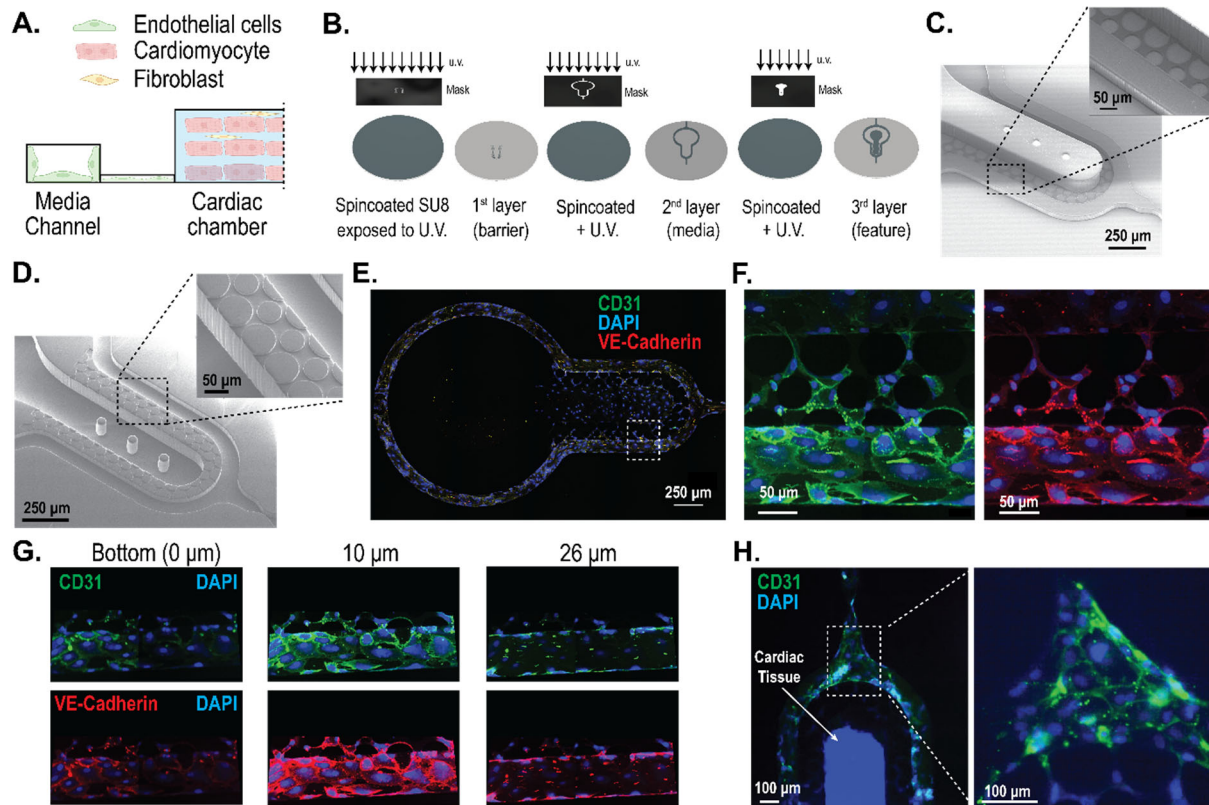 A.
Endothelial cells
Cardiomyocyte
Fibroblast
Media
Channel
Cardiac
chamber
B.
u.v.
Mask
u.v.
Mask
u.v.
Mask
Spincoated SU8
exposed to U.V.
1st layer
(barrier)
Spincoated
+ U.V.
2nd layer
(media)
Spincoated
+ U.V.
3rd layer
(feature)
C.
50 μm
250 μm
D.
50 μm
250 μm
E.
CD31
DAPI
VE-Cadherin
250 μm
F.
50 μm
50 μm
G.
Bottom (0 μm)
10 μm
26 μm
CD31
DAPI
VE-Cadherin
DAPI
H.
CD31
DAPI
Cardiac
Tissue
100 μm
100 μm